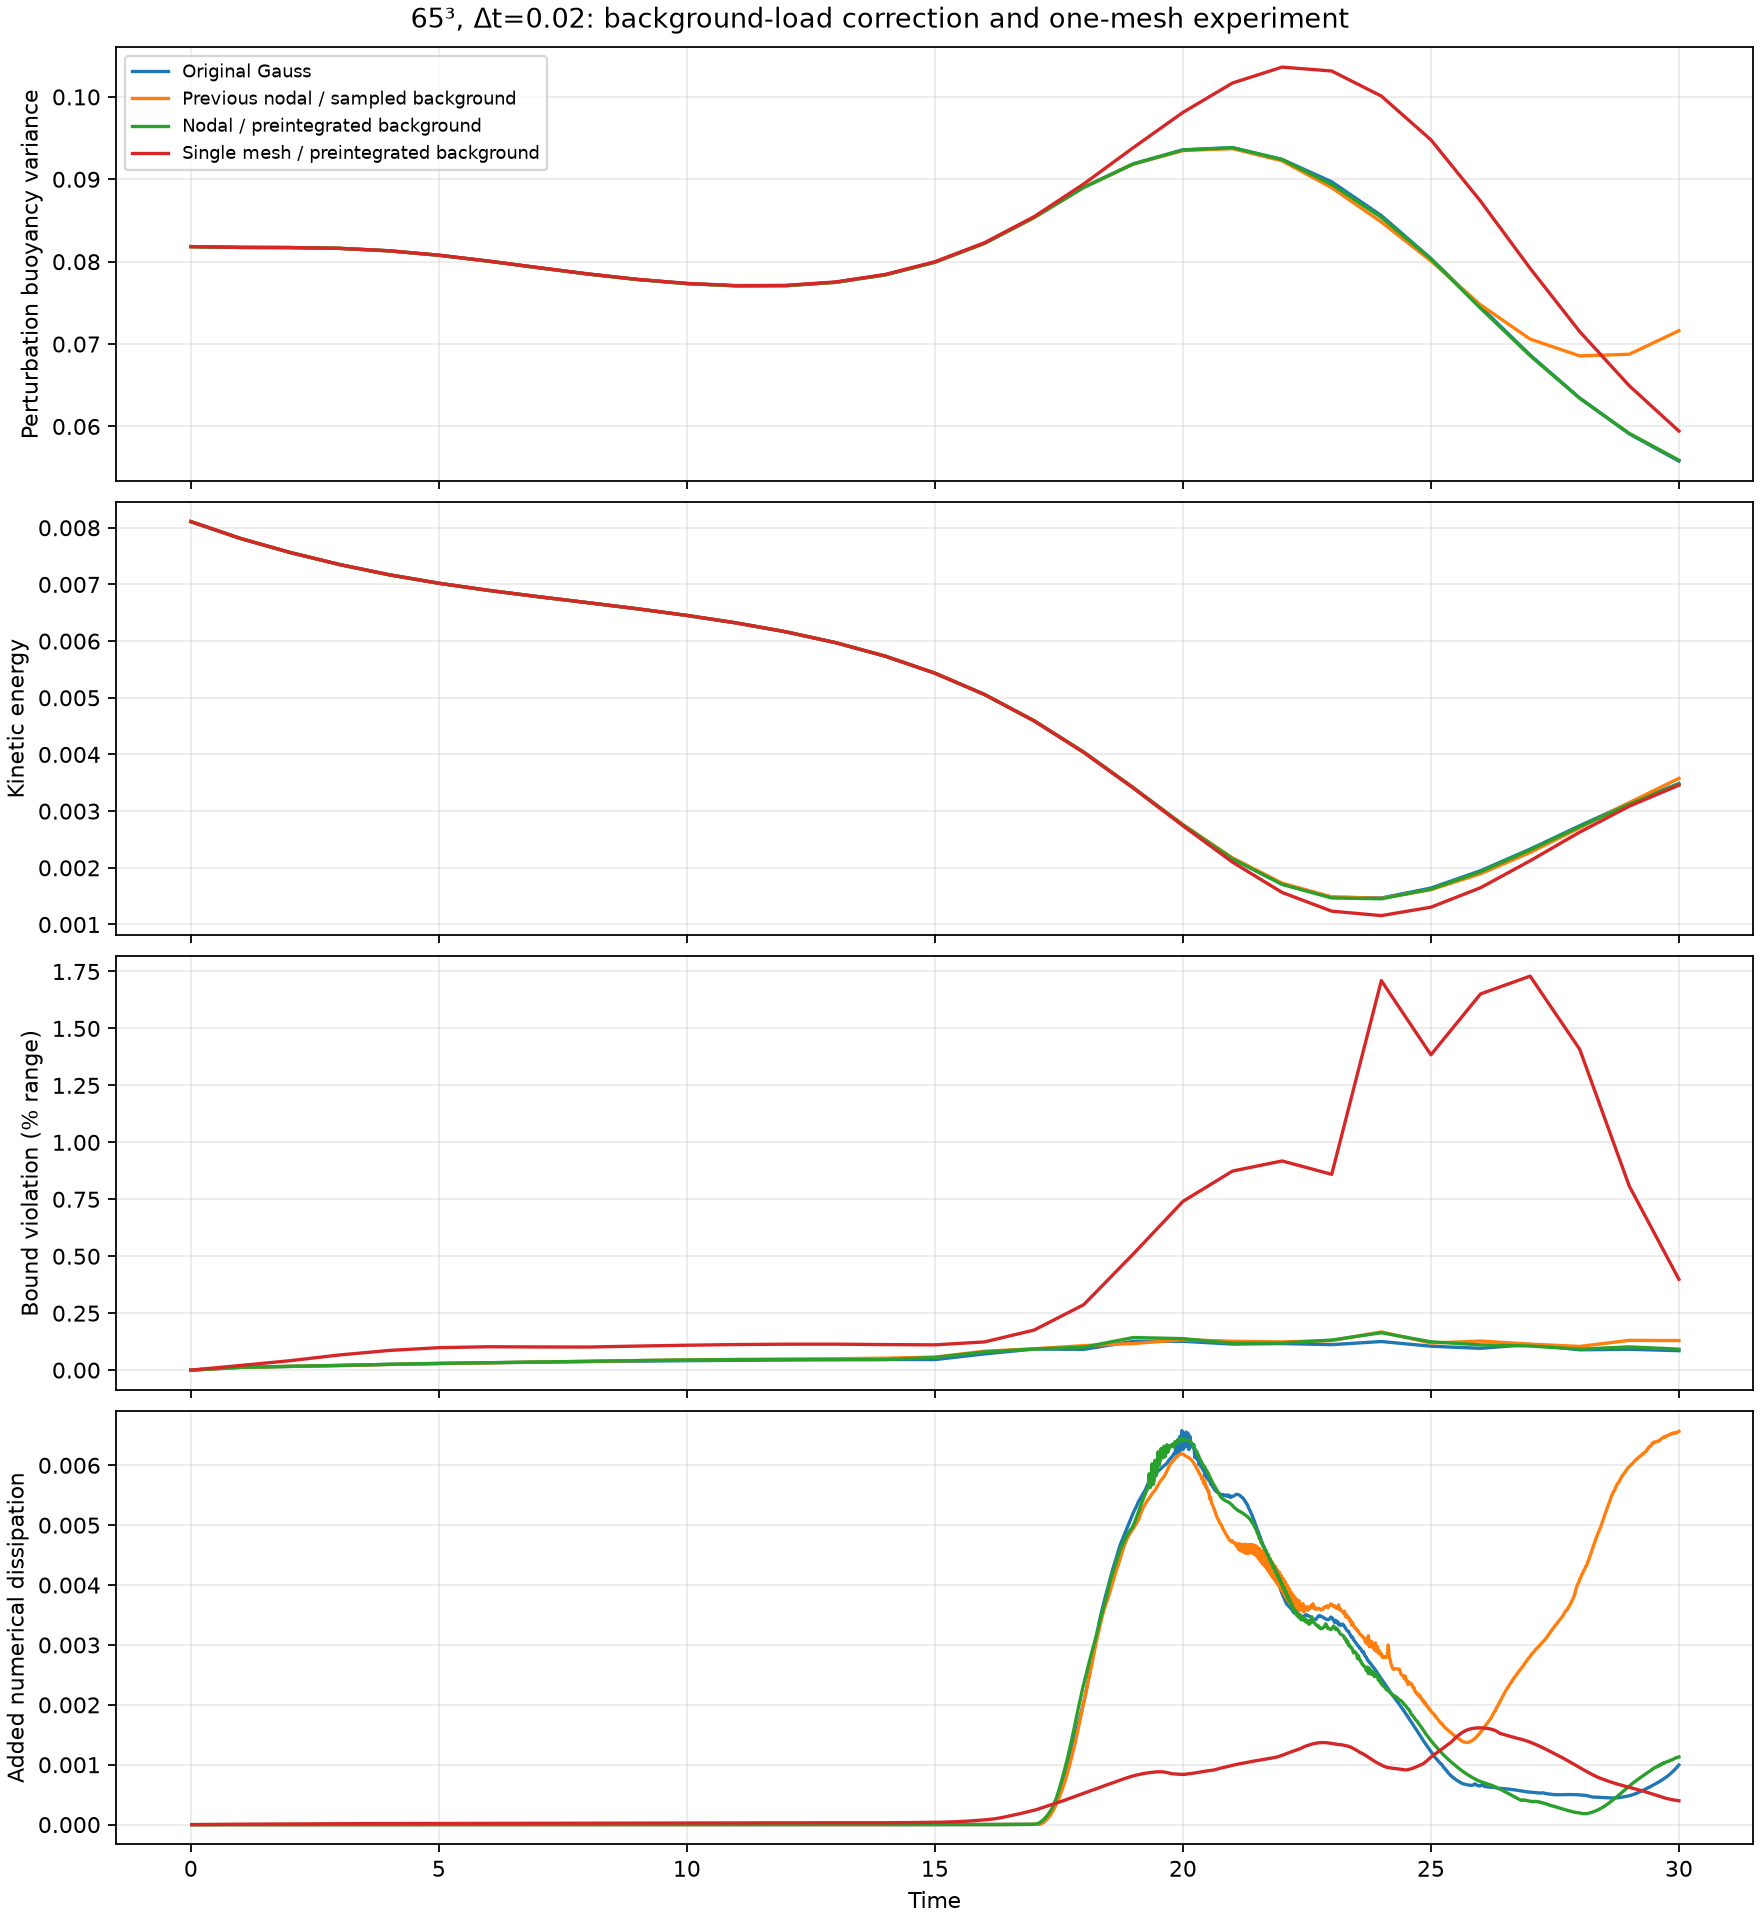 65³, Δt=0.02: background-load correction and one-mesh experiment
Original Gauss
Previous nodal / sampled background
Nodal / preintegrated background
Single mesh / preintegrated background
Perturbation buoyancy variance
0.10
0.09
0.08
0.07
0.06
Kinetic energy
0.008
0.007
0.006
0.005
0.004
0.003
0.002
0.001
Bound violation (% range)
1.75
1.50
1.25
1.00
0.75
0.50
0.25
0.00
Added numerical dissipation
0.006
0.005
0.004
0.003
0.002
0.001
0.000
0 5 10 15 20 25 30
Time